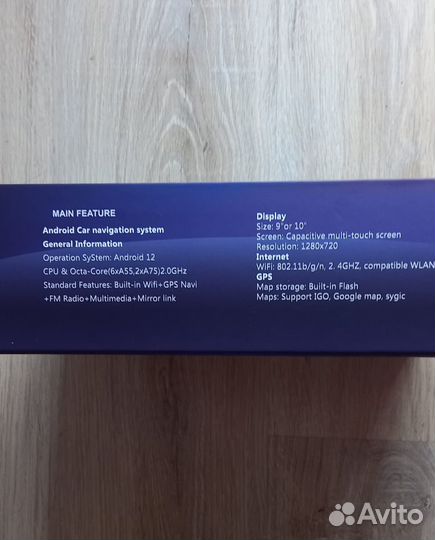 MAIN FEATURE
Android Car navigation system
General Information
Operation SyStem: Android 12
CPU & Octa-Core(6xA55,2xA75)2.0GHz
Standard Features: Built-in Wifi+GPS Navi
+FM Radio+Multimedia+Mirror link
Display
Size: 9"or 10"
Screen: Capacitive multi-touch screen
Resolution: 1280x720
Internet
WiFi: 802.11b/g/n, 2. 4GHZ, compatible WLAN
GPS
Map storage: Built-in Flash
Maps: Support IGO, Google map, sygic
Avito